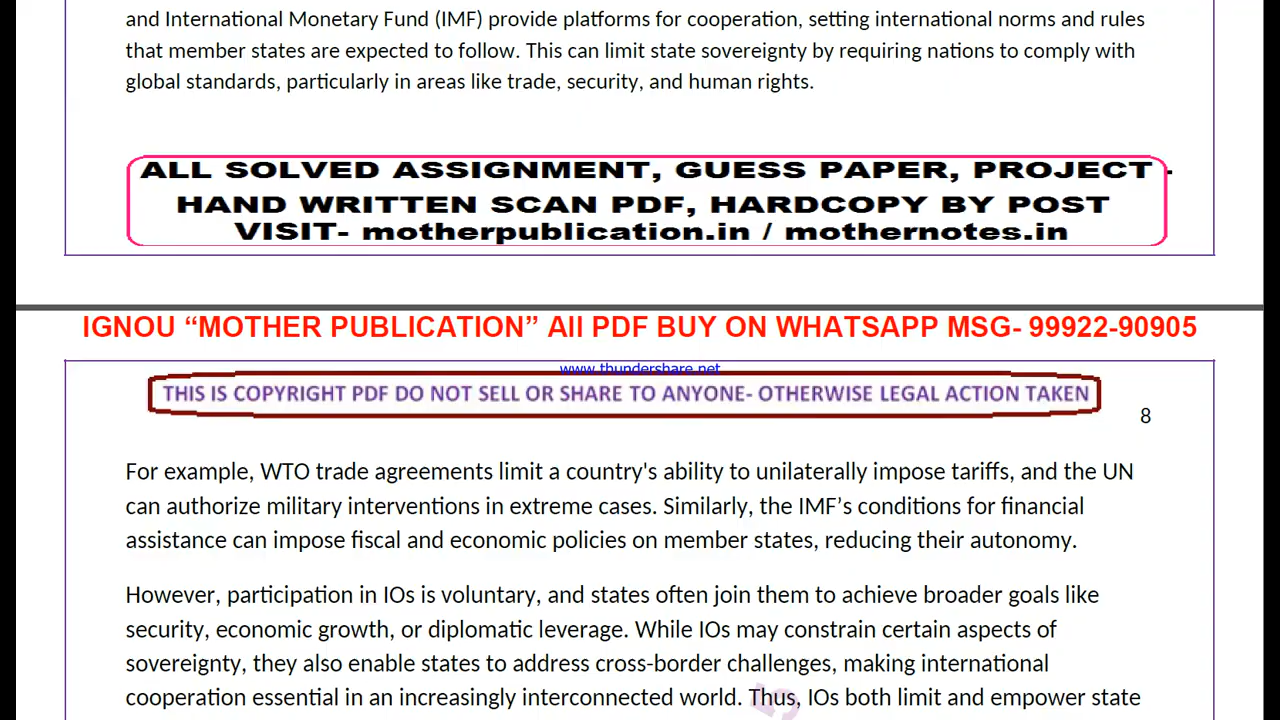 and International Monetary Fund (IMF) provide platforms for cooperation, setting international norms and rules
that member states are expected to follow. This can limit state sovereignty by requiring nations to comply with
global standards, particularly in areas like trade, security, and human rights.
ALL SOLVED ASSIGNMENT, GUESS PAPER, PROJECT -
HAND WRITTEN SCAN PDF, HARDCOPY BY POST
VISIT- motherpublication.in / mothernotes.in
IGNOU “MOTHER PUBLICATION” All PDF BUY ON WHATSAPP MSG- 99922-90905
www.thundershare.net
THIS IS COPYRIGHT PDF DO NOT SELL OR SHARE TO ANYONE- OTHERWISE LEGAL ACTION TAKEN
8
For example, WTO trade agreements limit a country's ability to unilaterally impose tariffs, and the UN
can authorize military interventions in extreme cases. Similarly, the IMF’s conditions for financial
assistance can impose fiscal and economic policies on member states, reducing their autonomy.
However, participation in IOs is voluntary, and states often join them to achieve broader goals like
security, economic growth, or diplomatic leverage. While IOs may constrain certain aspects of
sovereignty, they also enable states to address cross-border challenges, making international
cooperation essential in an increasingly interconnected world. Thus, IOs both limit and empower state